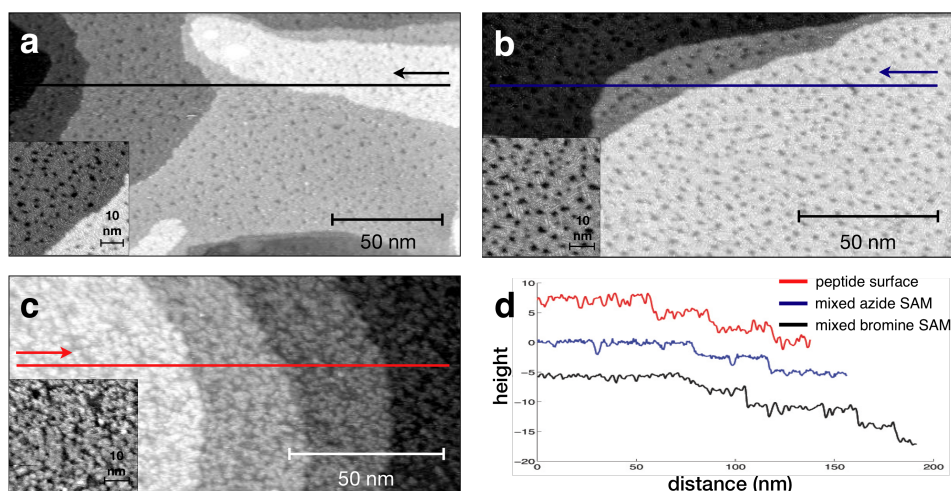 a
10
nm
50 nm
b
10
nm
50 nm
c
10
nm
50 nm
d
peptide surface
mixed azide SAM
mixed bromine SAM
height
10
5
0
-5
-10
-15
-20
0
50
100
150
200
distance (nm)